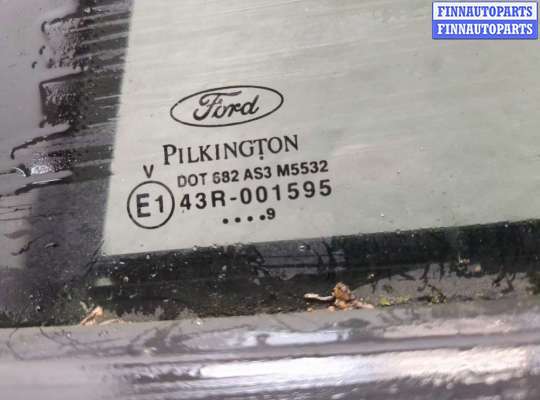 FINNAUTOPARTS
FINNAUTOPARTS
Ford
PILKINGTON
V
DOT 682 AS3 M5532
E1 43R-001595
....9